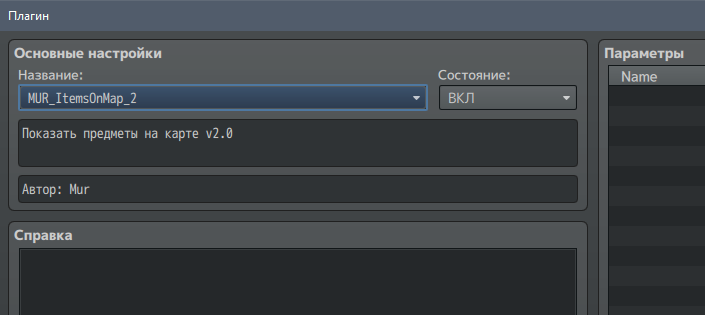 Плагин
Основные настройки
Название:
Состояние:
MUR_ItemsOnMap_2
ВКЛ
Показать предметы на карте v2.0
Автор: Mur
Справка
Параметры
Name